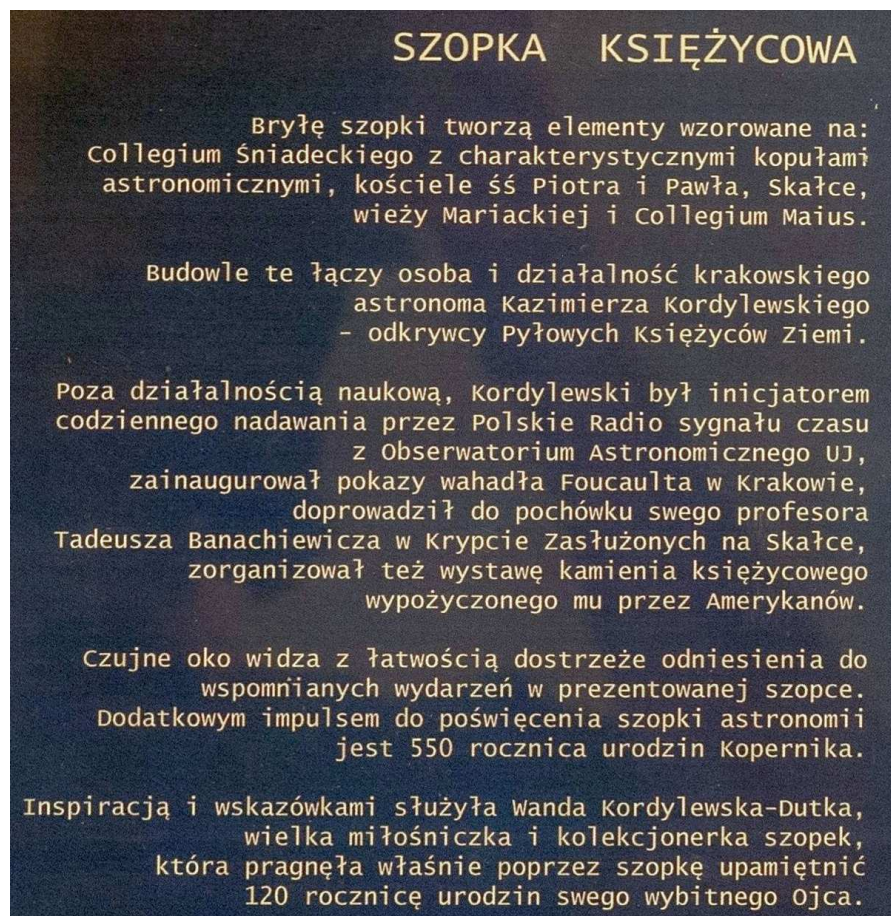 SZOPKA KSIĘŻYCOWA
Bryłę szopki tworzą elementy wzorowane na:
Collegium Śniadeckiego z charakterystycznymi kopułami
astronomicznymi, kościele śś Piotra i Pawła, Skałce,
wieży Mariackiej i Collegium Maius.
Budowle te łączy osoba i działalność krakowskiego
astronoma Kazimierza Kordylewskiego
- odkrywcy Pyłowych Księżyców Ziemi.
Poza działalnością naukową, Kordylewski był inicjatorem
codziennego nadawania przez Polskie Radio sygnału czasu
z Obserwatorium Astronomicznego UJ,
zainaugurował pokazy wahadła Foucaulta w Krakowie,
doprowadził do pochówku swego profesora
Tadeusza Banachiewicza w Krypcie Zasłużonych na Skałce,
zorganizował też wystawę kamienia księżycowego
wypożyczonego mu przez Amerykanów.
Czujne oko widza z łatwością dostrzeże odniesienia do
wspomnianych wydarzeń w prezentowanej szopce.
Dodatkowym impulsem do poświęcenia szopki astronomii
jest 550 rocznica urodzin Kopernika.
Inspiracją i wskazówkami służyła Wanda Kordylewska-Dutka,
wielka miłośniczka i kolekcjonerka szopek,
która pragnęła właśnie poprzez szopkę upamiętnić
120 rocznicę urodzin swego wybitnego Ojca.